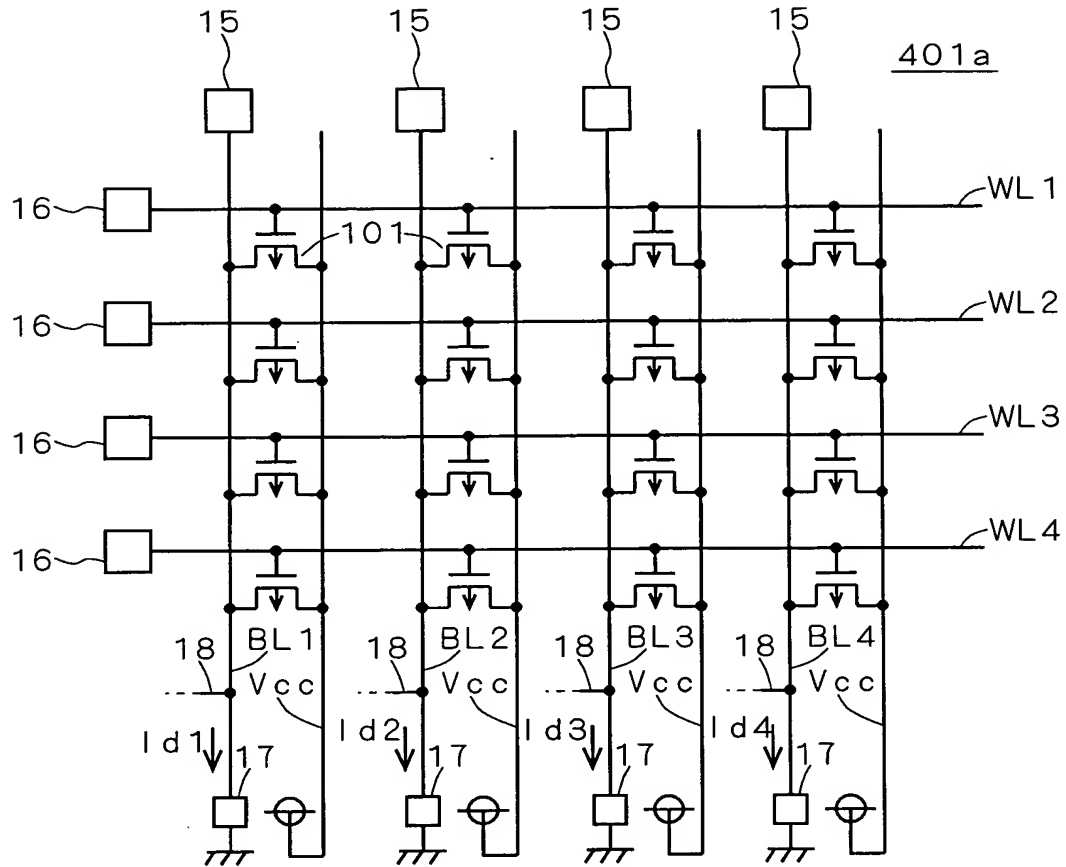 15 15 15 15
401a
16 WL1
101
16 WL2
16 WL3
16 WL4
18 BL1 18 BL2 18 BL3 18 BL4
Vcc Vcc Vcc Vcc
Id1 Id2 Id3 Id4
17 17 17 17